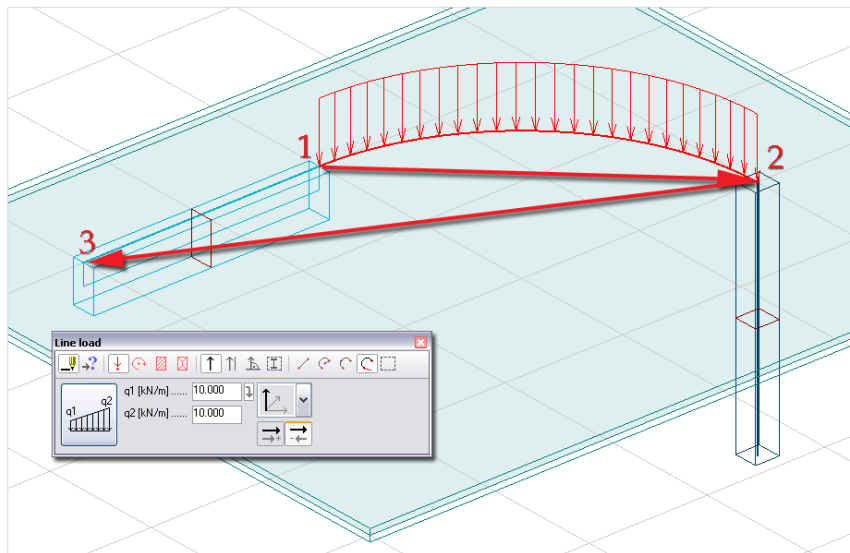 1
2
3
Line load
q1 q2
q1 [kN/m] ...... 10.000
q2 [kN/m] ...... 10.000